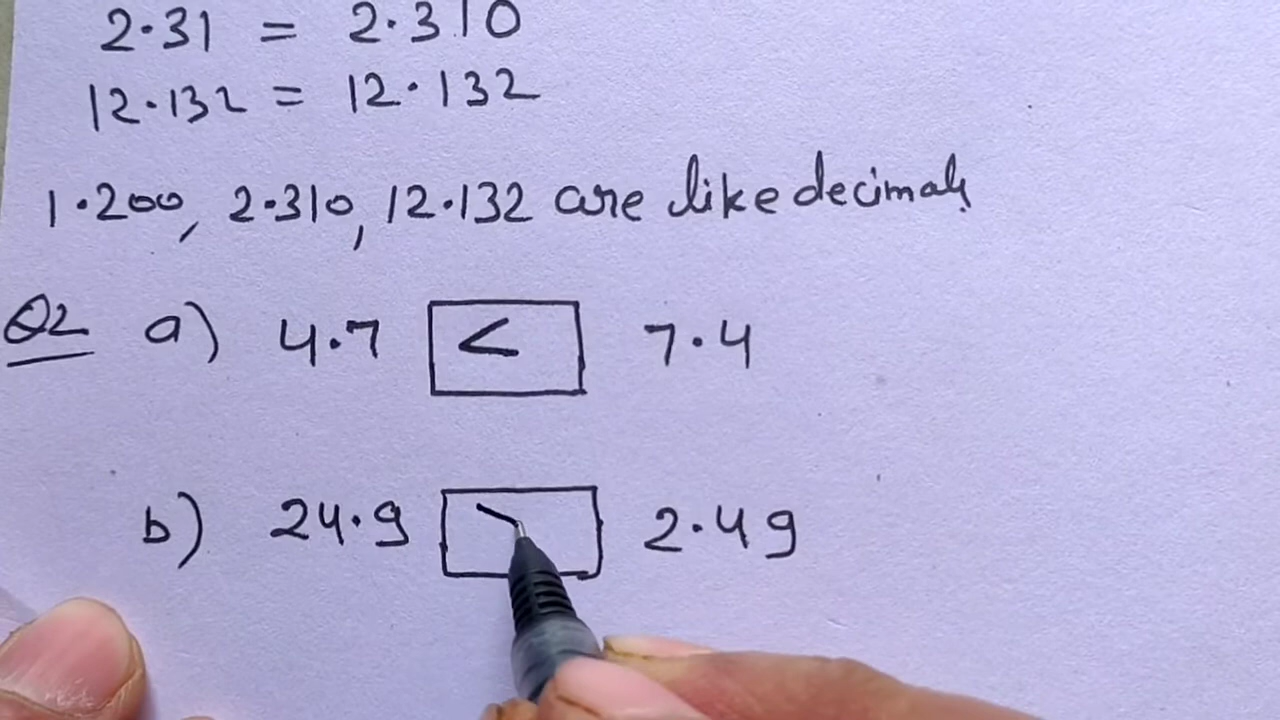 2.31 = 2.310
12.132 = 12.132
1.200, 2.310, 12.132 are like decimals
Q2 a) 4.7 < 7.4
b) 24.9 2.49